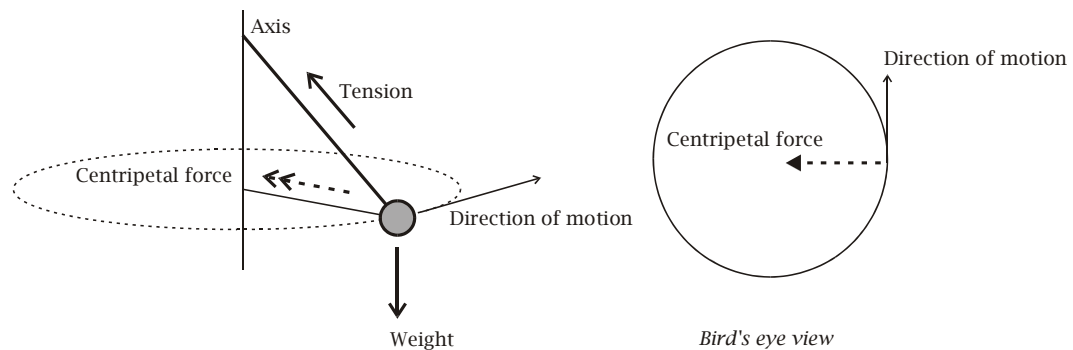 Axis
Tension
Centripetal force
Direction of motion
Weight
Direction of motion
Centripetal force
Bird's eye view